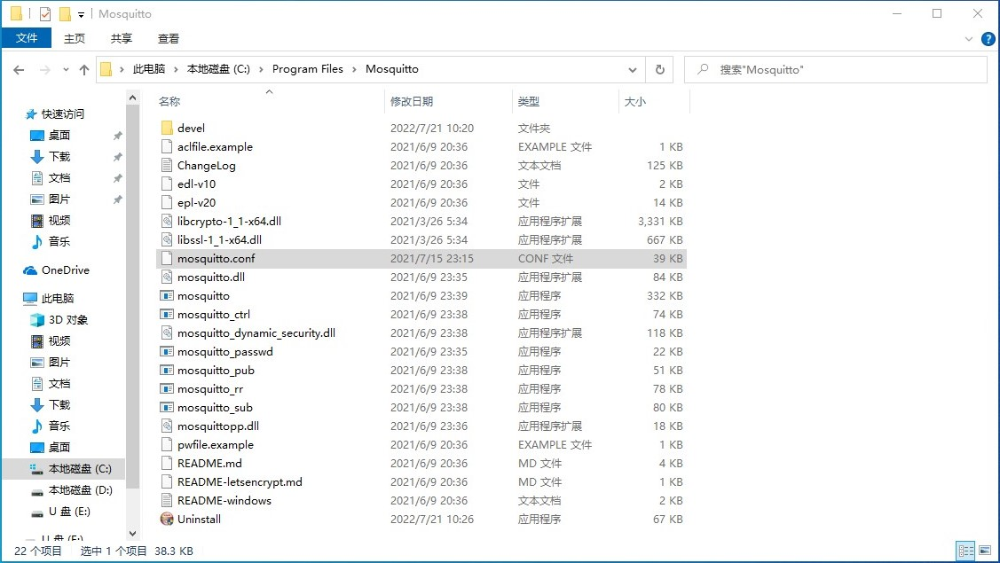 Mosquitto
文件 主页 共享 查看
此电脑 本地磁盘 (C:) Program Files Mosquitto 搜索"Mosquitto"
名称 修改日期 类型 大小
快速访问
桌面
下载
文档
图片
视频
音乐
OneDrive
此电脑
3D 对象
视频
图片
文档
下载
音乐
桌面
本地磁盘 (C:)
本地磁盘 (D:)
U 盘 (E:)
U 盘 (E:)
devel 2022/7/21 10:20 文件夹
aclfile.example 2021/6/9 20:36 EXAMPLE 文件 1 KB
ChangeLog 2021/6/9 20:36 文本文档 125 KB
edl-v10 2021/6/9 20:36 文件 2 KB
epl-v20 2021/6/9 20:36 文件 14 KB
libcrypto-1_1-x64.dll 2021/3/26 5:34 应用程序扩展 3,331 KB
libssl-1_1-x64.dll 2021/3/26 5:34 应用程序扩展 667 KB
mosquitto.conf 2021/7/15 23:15 CONF 文件 39 KB
mosquitto.dll 2021/6/9 23:35 应用程序扩展 84 KB
mosquitto 2021/6/9 23:39 应用程序 332 KB
mosquitto_ctrl 2021/6/9 23:38 应用程序 74 KB
mosquitto_dynamic_security.dll 2021/6/9 23:38 应用程序扩展 118 KB
mosquitto_passwd 2021/6/9 23:35 应用程序 22 KB
mosquitto_pub 2021/6/9 23:38 应用程序 51 KB
mosquitto_rr 2021/6/9 23:38 应用程序 78 KB
mosquitto_sub 2021/6/9 23:38 应用程序 80 KB
mosquittopp.dll 2021/6/9 23:36 应用程序扩展 18 KB
pwfile.example 2021/6/9 20:36 EXAMPLE 文件 1 KB
README.md 2021/6/9 20:36 MD 文件 4 KB
README-letsencrypt.md 2021/6/9 20:36 MD 文件 1 KB
README-windows 2021/6/9 20:36 文本文档 2 KB
Uninstall 2022/7/21 10:26 应用程序 67 KB
22 个项目 选中 1 个项目 38.3 KB